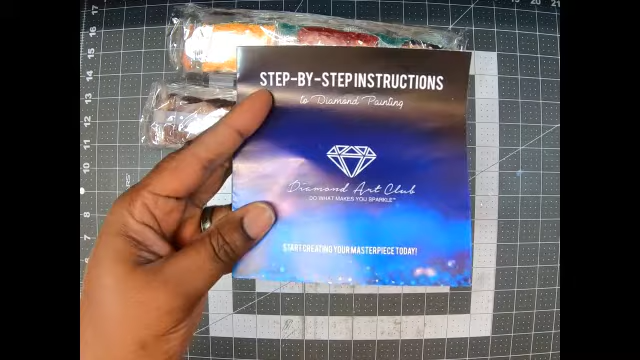 STEP-BY-STEP INSTRUCTIONS
to Diamond Painting
Diamond Art Club
DO WHAT MAKES YOU SPARKLE™
START CREATING YOUR MASTERPIECE TODAY!